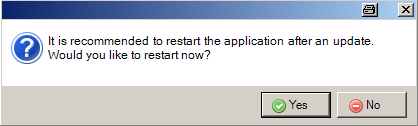 It is recommended to restart the application after an update.
Would you like to restart now?
Yes
No